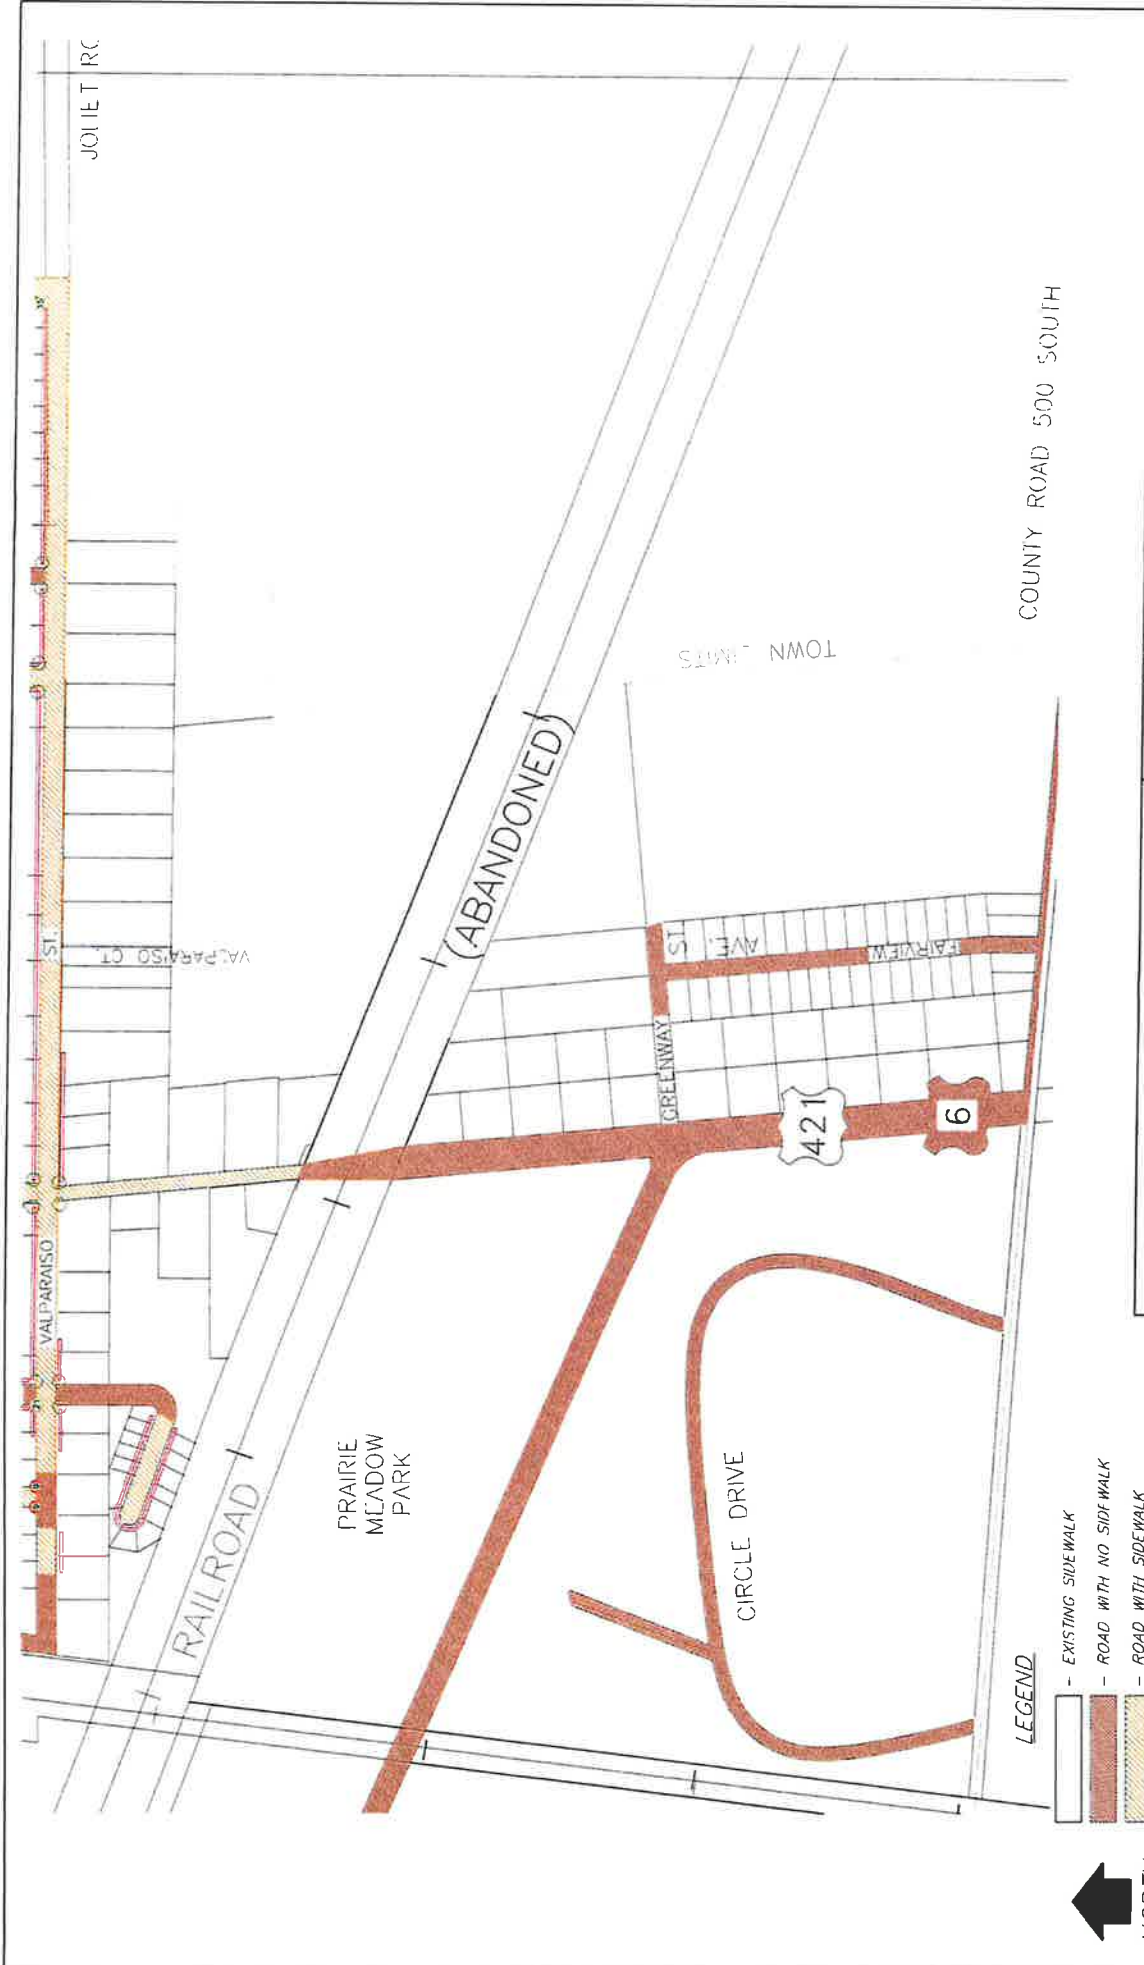 JOLIET RO
ST.
VALPARAISO
VALPARAISO CT.
TOWN LIMITS
(ABANDONED)
RAILROAD
PRAIRIE
MEADOW
PARK
GREENWAY
ST
FAIRVIEW
AVE.
421
6
CIRCLE DRIVE
COUNTY ROAD 500 SOUTH
LEGEND
- EXISTING SIDEWALK
- ROAD WITH NO SIDEWALK
- ROAD WITH SIDEWALK